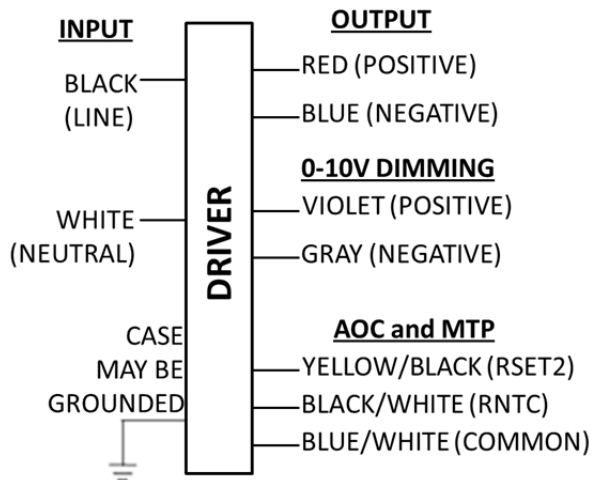 INPUT
BLACK
(LINE)
WHITE
(NEUTRAL)
CASE
MAY BE
GROUNDED
DRIVER
OUTPUT
RED (POSITIVE)
BLUE (NEGATIVE)
0-10V DIMMING
VIOLET (POSITIVE)
GRAY (NEGATIVE)
AOC and MTP
YELLOW/BLACK (RSET2)
BLACK/WHITE (RNTC)
BLUE/WHITE (COMMON)